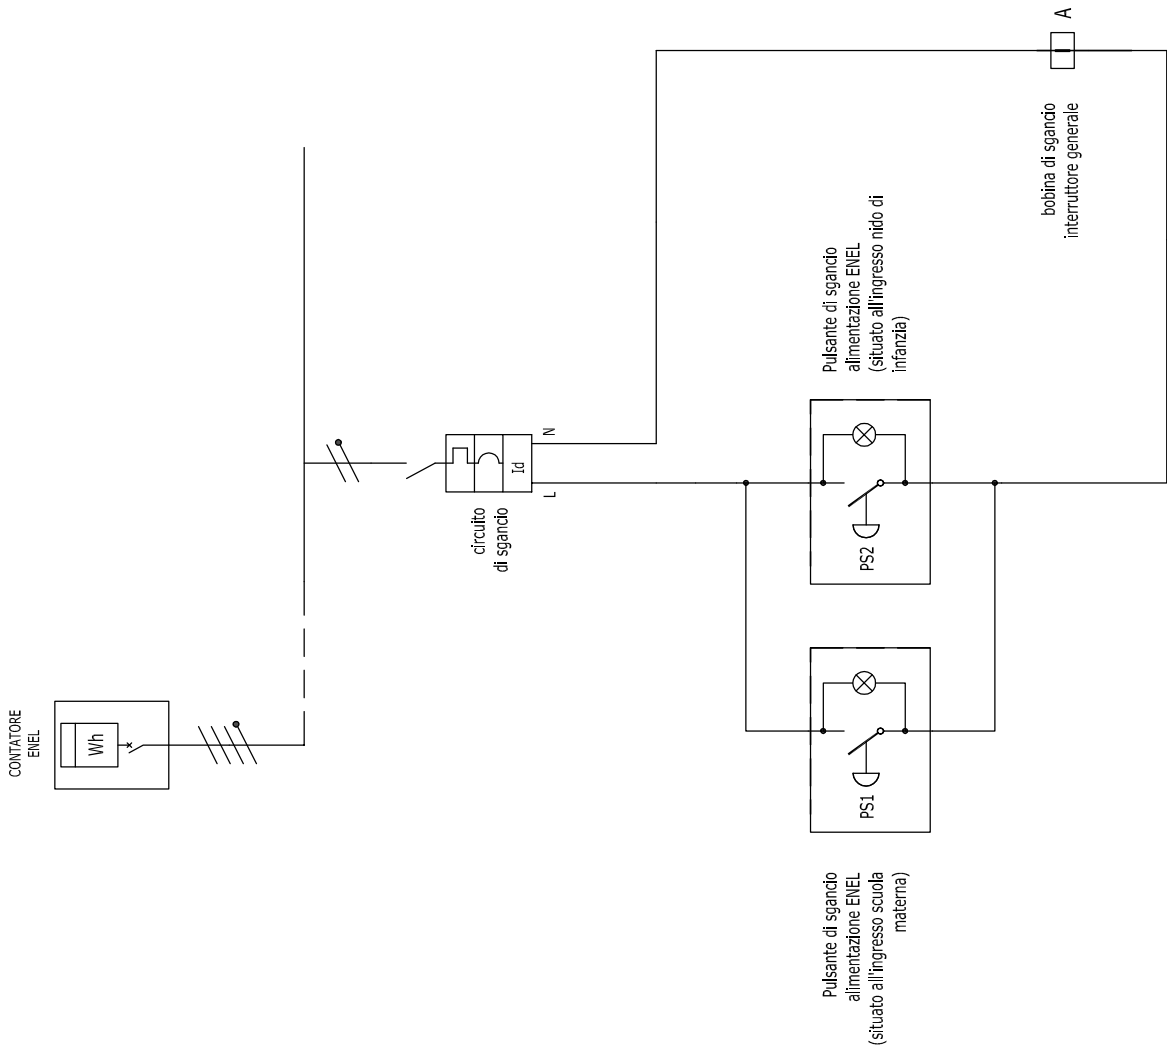 CONTATORE
ENEL
Wh
circuito
di sgancio
Id
L
N
Pulsante di sgancio
alimentazione ENEL
(situato all'ingresso scuola
materna)
PS1
Pulsante di sgancio
alimentazione ENEL
(situato all'ingresso nido di
infanzia)
PS2
bobina di sgancio
interruttore generale
A